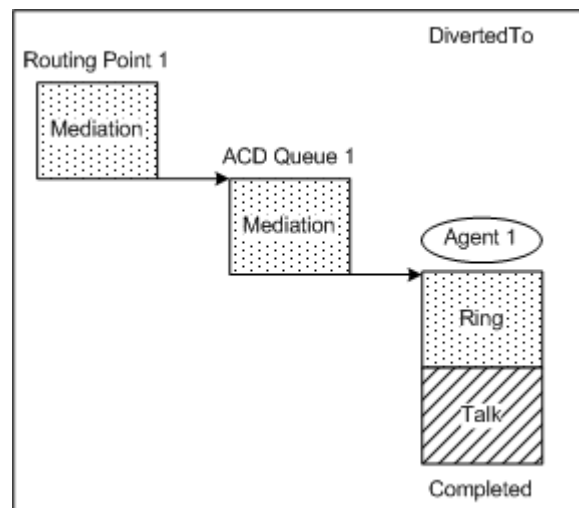 DivertedTo
Routing Point 1
Mediation
ACD Queue 1
Mediation
Agent 1
Ring
Talk
Completed